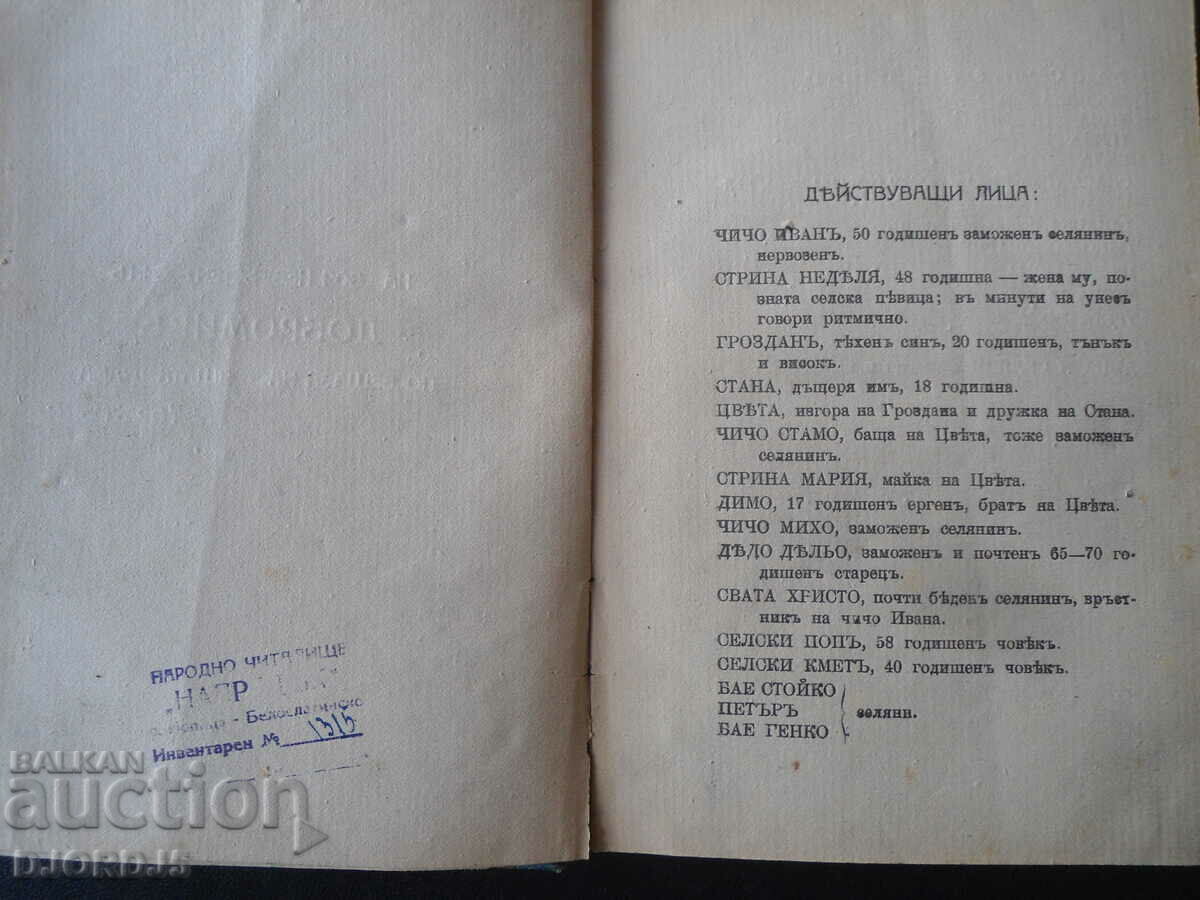 НАРОДНО ЧИТАЛИЩЕ
Белославско
Инвентарен № 1315
BALKAN
auction
DJORDJ5
ДѢЙСТВУВАЩИ ЛИЦА:
ЧИЧО ИВАНЪ, 50 годишенъ заможенъ селянинъ,
нервозенъ.
СТРИНА НЕДѢЛЯ, 48 годишна — жена му, по-
зната селска пѣвица; въ минути на унесъ
говори ритмично.
ГРОЗДАНЪ, тѣхенъ синъ, 20 годишенъ, тънъкъ
и високъ.
СТАНА, дъщеря имъ, 18 годишна.
ЦВѢТА, изгора на Гроздана и дружка на Стана.
ЧИЧО СТАМО, баща на Цвѣта, тоже заможенъ
селянинъ.
СТРИНА МАРИЯ, майка на Цвѣта.
ДИМО, 17 годишенъ ергенъ, братъ на Цвѣта.
ЧИЧО МИХО, заможенъ селянинъ.
ДѢДО ДѢЛЬО, заможенъ и почтенъ 65—70 го-
дишенъ старецъ.
СВАТА ХРИСТО, почти бѣденъ селянинъ, връст-
никъ на чичо Ивана.
СЕЛСКИ ПОПЪ, 58 годишенъ човѣкъ.
СЕЛСКИ КМЕТЪ, 40 годишенъ човѣкъ.
БАЕ СТОЙКО
ПЕТЪРЪ селяни.
БАЕ ГЕНКО